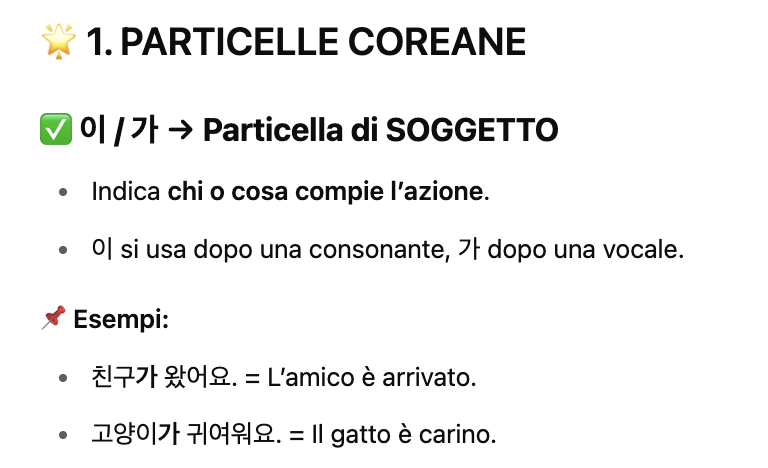 🌟 1. PARTICELLE COREANE
✅ 이 / 가 → Particella di SOGGETTO
• Indica chi o cosa compie l’azione.
• 이 si usa dopo una consonante, 가 dopo una vocale.
📌 Esempi:
• 친구가 왔어요. = L’amico è arrivato.
• 고양이가 귀여워요. = Il gatto è carino.